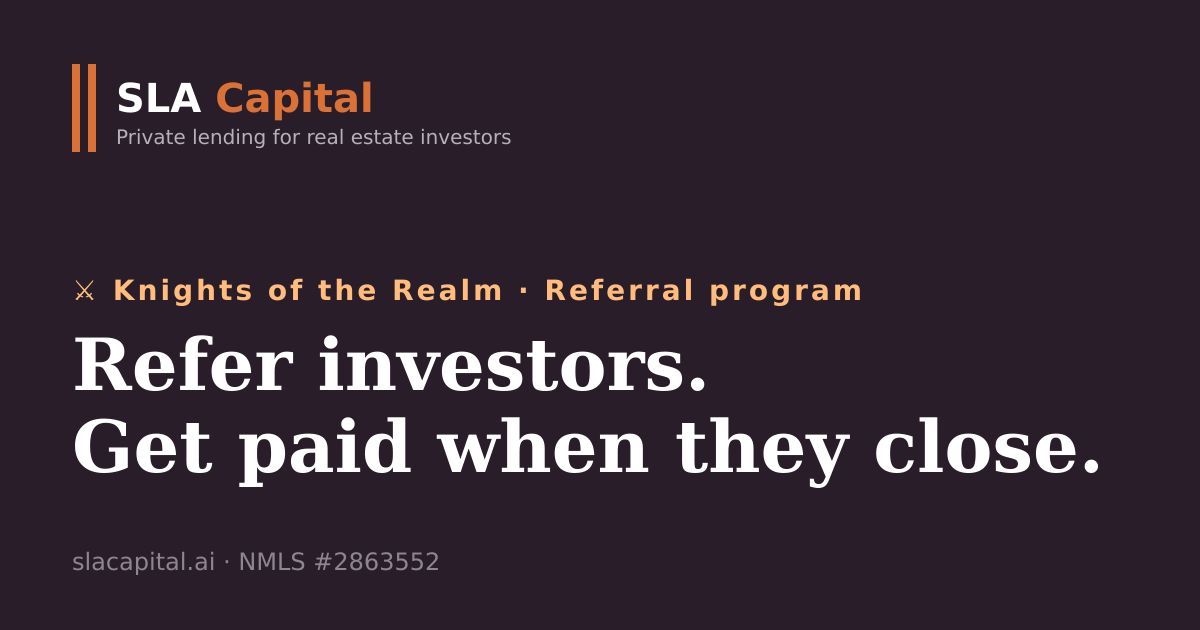 SLA Capital
Private lending for real estate investors
⚔ Knights of the Realm · Referral program
Refer investors.
Get paid when they close.
slacapital.ai · NMLS #2863552